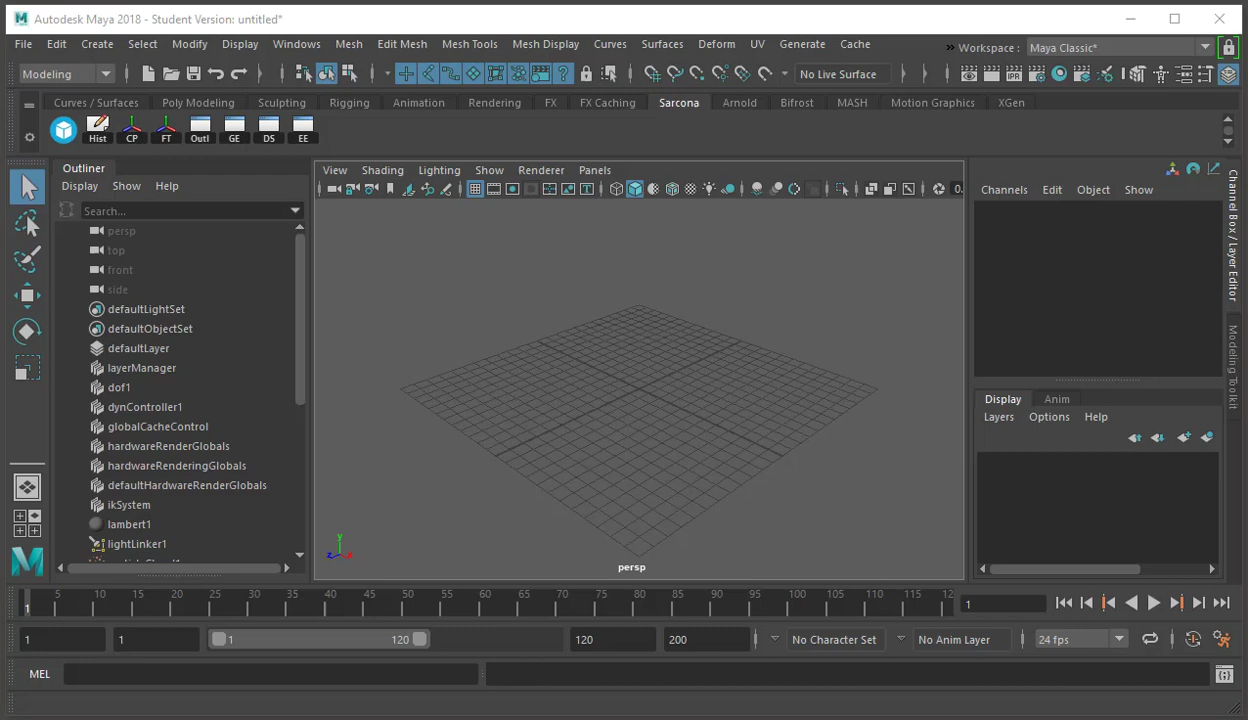 Autodesk Maya 2018 - Student Version: untitled*
File Edit Create Select Modify Display Windows Mesh Edit Mesh Mesh Tools Mesh Display Curves Surfaces Deform UV Generate Cache
Workspace : Maya Classic*
Modeling No Live Surface IPR
Curves / Surfaces Poly Modeling Sculpting Rigging Animation Rendering FX FX Caching Sarcona Arnold Bifrost MASH Motion Graphics XGen
Hist CP FT Outl GE DS EE
Outliner
Display Show Help
Search...
persp
top
front
side
defaultLightSet
defaultObjectSet
defaultLayer
layerManager
dof1
dynController1
globalCacheControl
hardwareRenderGlobals
hardwareRenderingGlobals
defaultHardwareRenderGlobals
ikSystem
lambert1
lightLinker1
View Shading Lighting Show Renderer Panels
0.
y
z x
persp
Channels Edit Object Show
Channel Box / Layer Editor
Modeling Toolkit
Display Anim
Layers Options Help
1 5 10 15 20 25 30 35 40 45 50 55 60 65 70 75 80 85 90 95 100 105 110 115 12
1
1 1 1 120 120 200 No Character Set No Anim Layer 24 fps
MEL